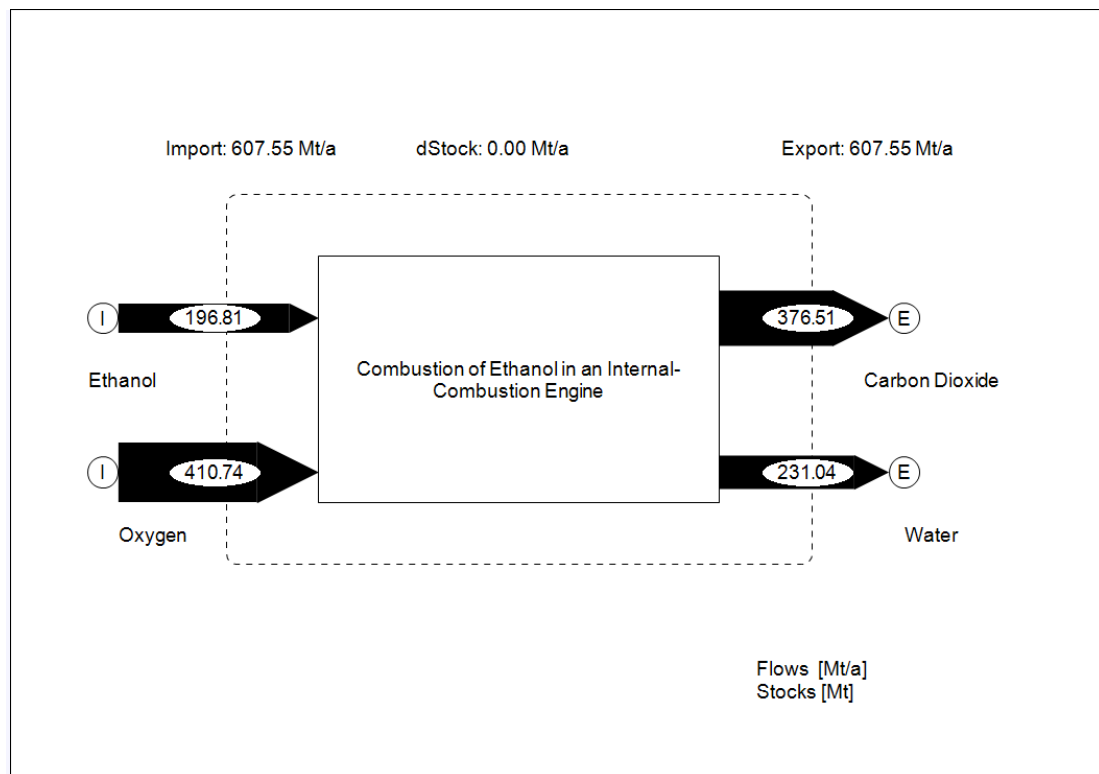 Import: 607.55 Mt/a
dStock: 0.00 Mt/a
Export: 607.55 Mt/a
I
196.81
376.51
E
Combustion of Ethanol in an Internal-
Combustion Engine
Ethanol
Carbon Dioxide
I
410.74
231.04
E
Oxygen
Water
Flows [Mt/a]
Stocks [Mt]